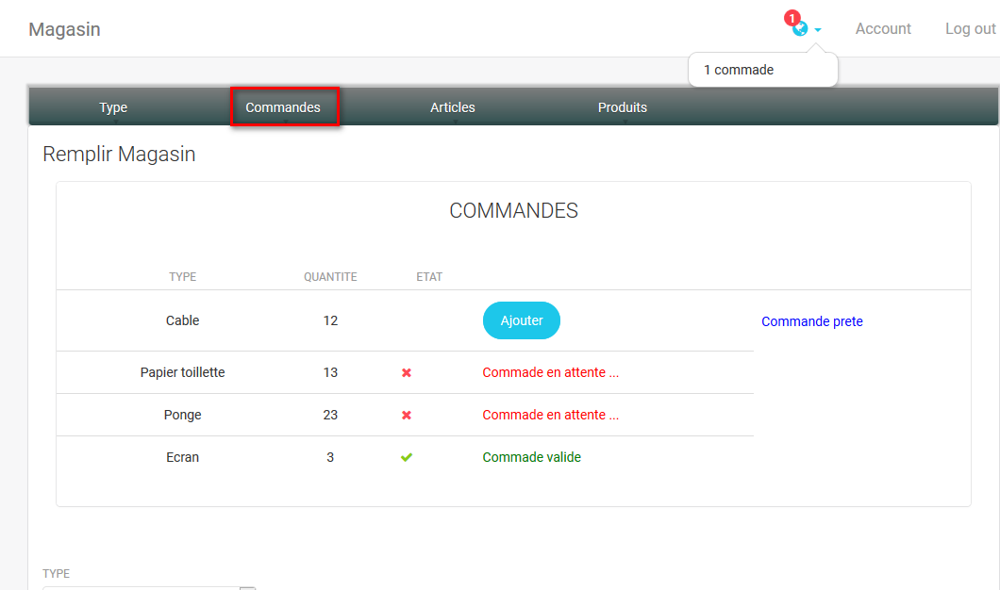 Magasin
1
Account
Log out
1 commade
Type
Commandes
Articles
Produits
Remplir Magasin
COMMANDES
TYPE QUANTITE ETAT
Cable 12 Ajouter Commande prete
Papier toillette 13 Commade en attente ...
Ponge 23 Commade en attente ...
Ecran 3 Commade valide
TYPE